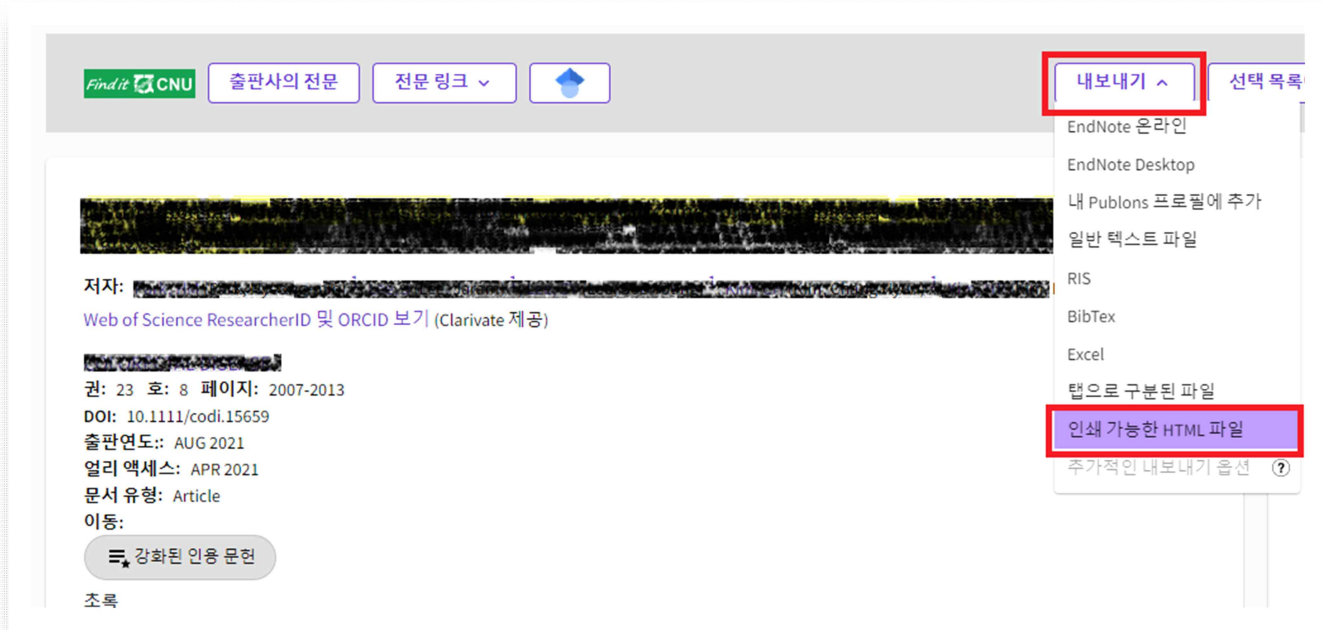 Find it CNU 출판사의 전문 전문 링크 내보내기 선택 목록
EndNote 온라인
EndNote Desktop
내 Publons 프로필에 추가
일반 텍스트 파일
RIS
BibTex
Excel
탭으로 구분된 파일
인쇄 가능한 HTML 파일
추가적인 내보내기 옵션 ?
저자:
Web of Science ResearcherID 및 ORCID 보기 (Clarivate 제공)
권: 23 호: 8 페이지: 2007-2013
DOI: 10.1111/codi.15659
출판연도:: AUG 2021
얼리 액세스: APR 2021
문서 유형: Article
이동:
강화된 인용 문헌
초록